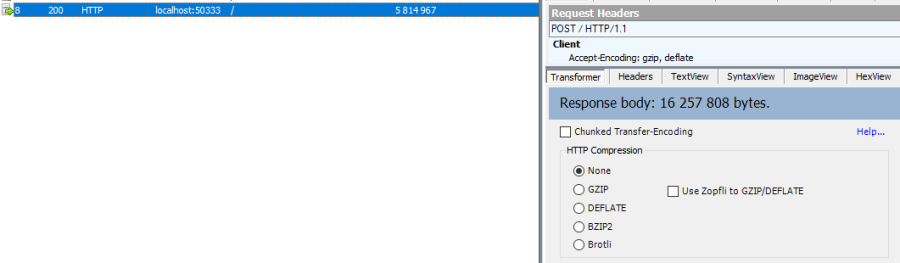 8 200 HTTP localhost:50333 / 5 814 967
Request Headers
POST / HTTP/1.1
Client
Accept-Encoding: gzip, deflate
Transformer Headers TextView SyntaxView ImageView HexView
Response body: 16 257 808 bytes.
Chunked Transfer-Encoding Help...
HTTP Compression
None
GZIP Use Zopfli to GZIP/DEFLATE
DEFLATE
BZIP2
Brotli